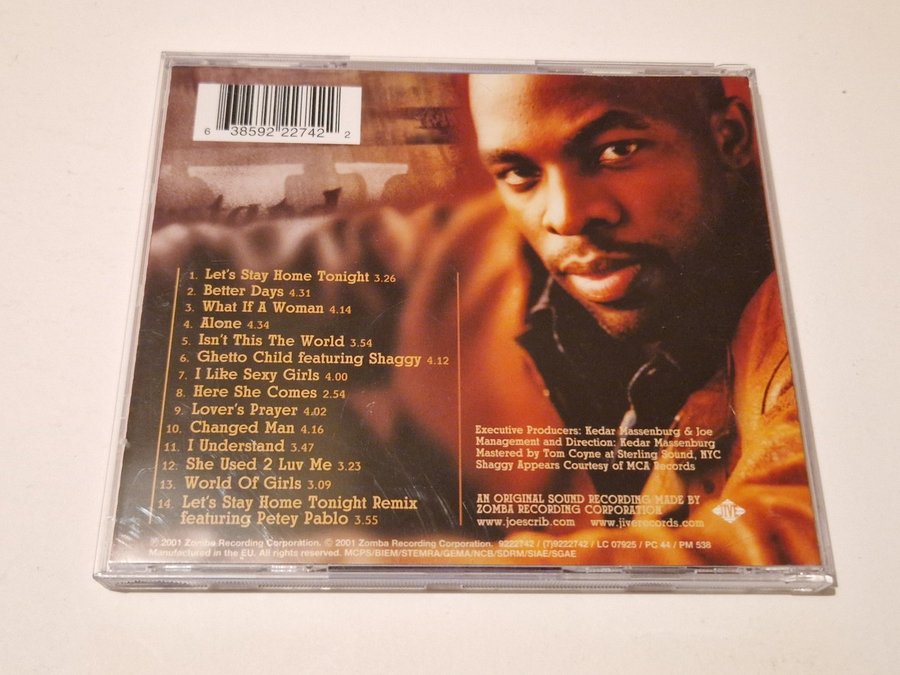 6 38592 22742 2
1. Let's Stay Home Tonight 3.26
2. Better Days 4.31
3. What If A Woman 4.14
4. Alone 4.34
5. Isn't This The World 3.54
6. Ghetto Child featuring Shaggy 4.12
7. I Like Sexy Girls 4.00
8. Here She Comes 2.54
9. Lover's Prayer 4.02
10. Changed Man 4.16
11. I Understand 3.47
12. She Used 2 Luv Me 3.23
13. World Of Girls 3.09
14. Let's Stay Home Tonight Remix
featuring Petey Pablo 3.55
Executive Producers: Kedar Massenburg & Joe
Management and Direction: Kedar Massenburg
Mastered by Tom Coyne at Sterling Sound, NYC
Shaggy Appears Courtesy of MCA Records
AN ORIGINAL SOUND RECORDING MADE BY
ZOMBA RECORDING CORPORATION
www.joescrib.com www.jiverecords.com
JIVE
℗ 2001 Zomba Recording Corporation. © 2001 Zomba Recording Corporation. 9222742 / (7)9222742 / LC 07925 / PC 44 / PM 538
Manufactured in the EU. All rights reserved. MCPS/BIEM/STEMRA/GEMA/NCB/SDRM/SIAE/SGAE